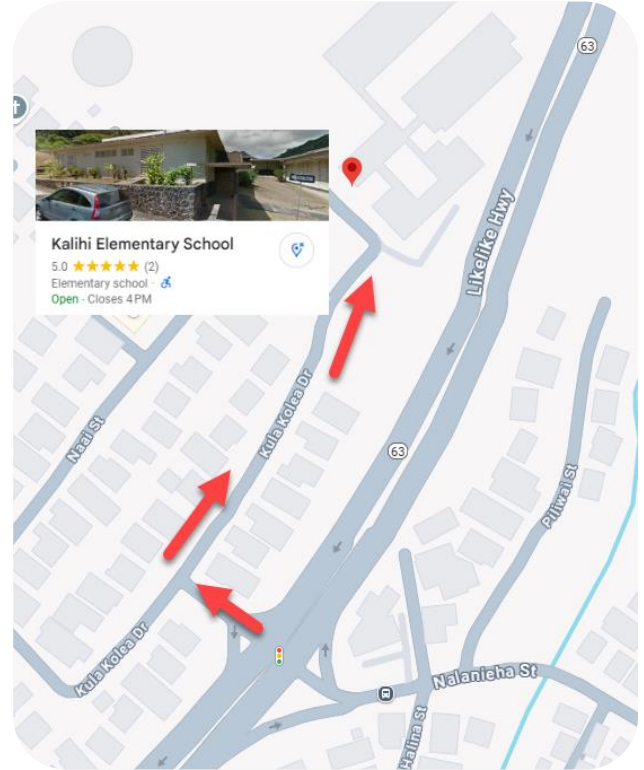 63
Likelike Hwy
Kalihi Elementary School
5.0 ★★★★★ (2)
Elementary school ·
Open · Closes 4 PM
Naai St
Kula Kolea Dr
63
Piliwai St
Kula Kolea Dr
Nalanieha St
Halina St